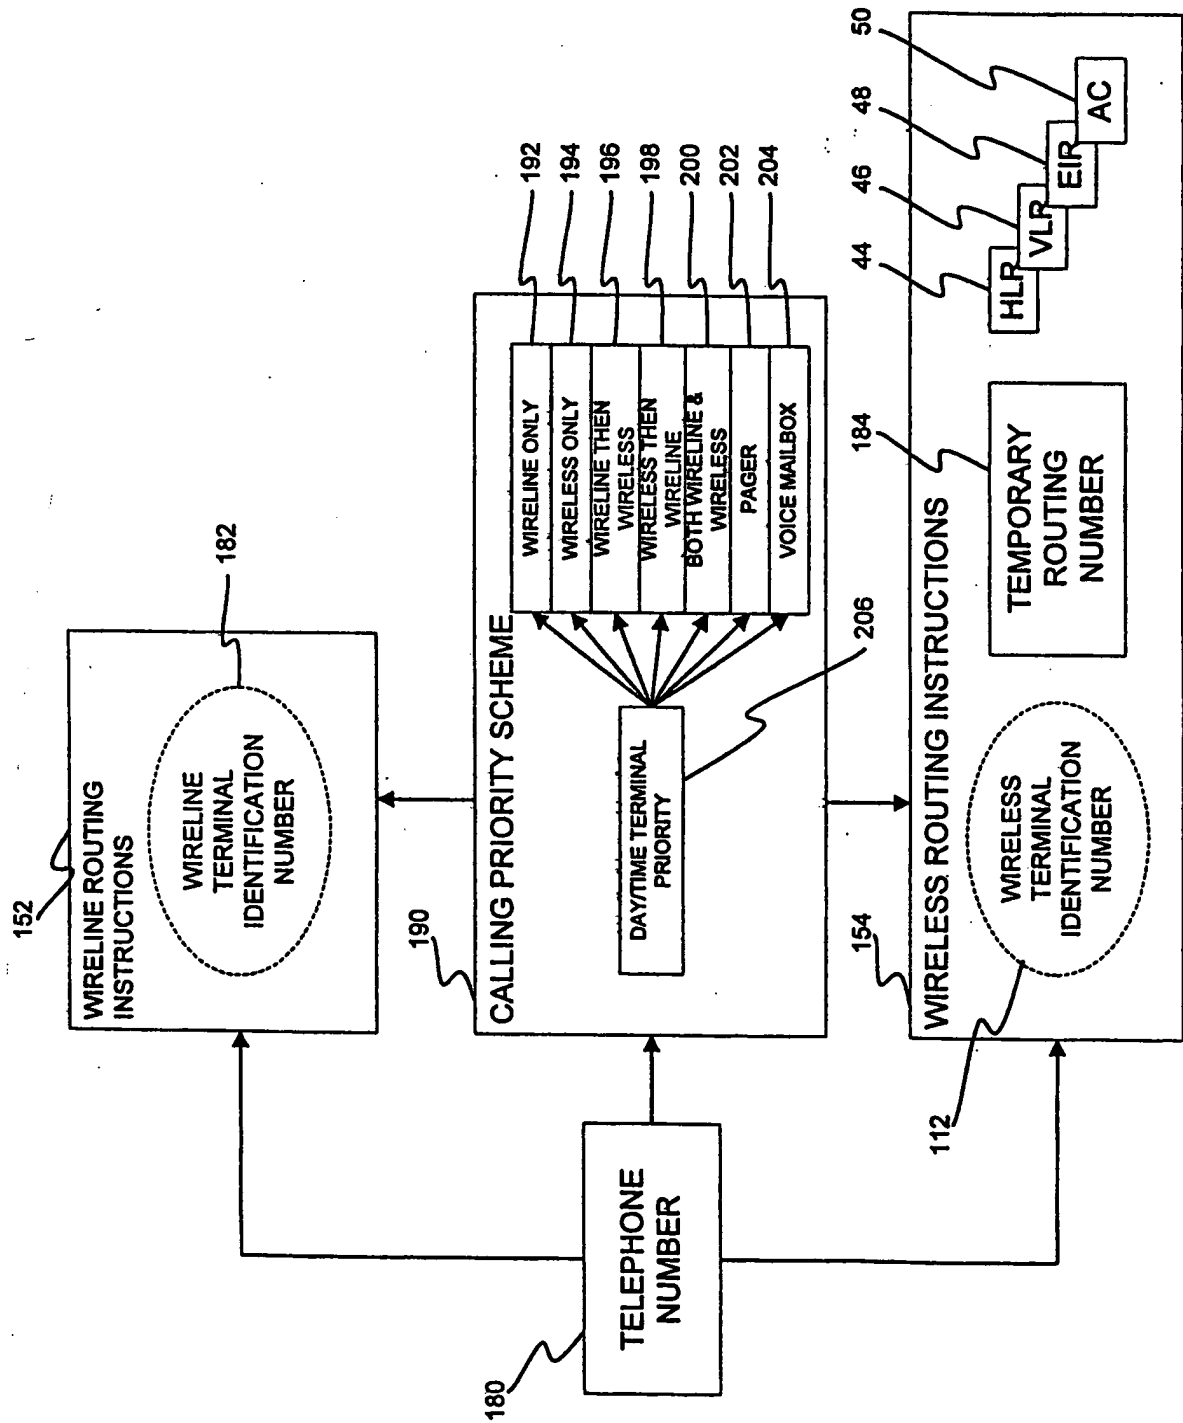 152
WIRELINE ROUTING
INSTRUCTIONS
WIRELINE
TERMINAL
IDENTIFICATION
NUMBER
182
180
TELEPHONE
NUMBER
190
CALLING PRIORITY SCHEME
DAY/TIME TERMINAL
PRIORITY
206
WIRELINE ONLY
WIRELESS ONLY
WIRELINE THEN
WIRELESS
WIRELESS THEN
WIRELINE
BOTH WIRELINE &
WIRELESS
PAGER
VOICE MAILBOX
192
194
196
198
200
202
204
154
WIRELESS ROUTING INSTRUCTIONS
112
WIRELESS
TERMINAL
IDENTIFICATION
NUMBER
184
TEMPORARY
ROUTING
NUMBER
44
46
48
50
HLR
VLR
EIR
AC